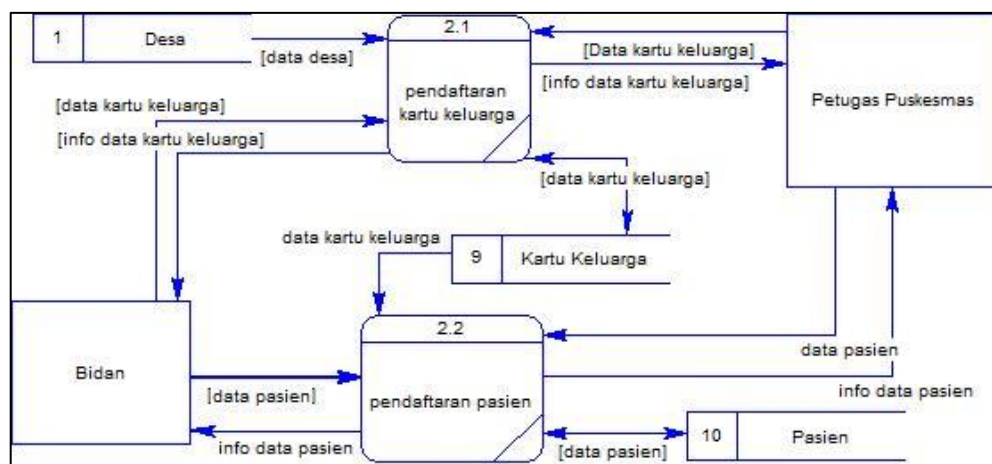 1
Desa
[data desa]
2.1
pendaftaran
kartu keluarga
[Data kartu keluarga]
[info data kartu keluarga]
Petugas Puskesmas
[data kartu keluarga]
[info data kartu keluarga]
[data kartu keluarga]
data kartu keluarga
9
Kartu Keluarga
2.2
pendaftaran pasien
Bidan
[data pasien]
info data pasien
data pasien
info data pasien
[data pasien]
10
Pasien